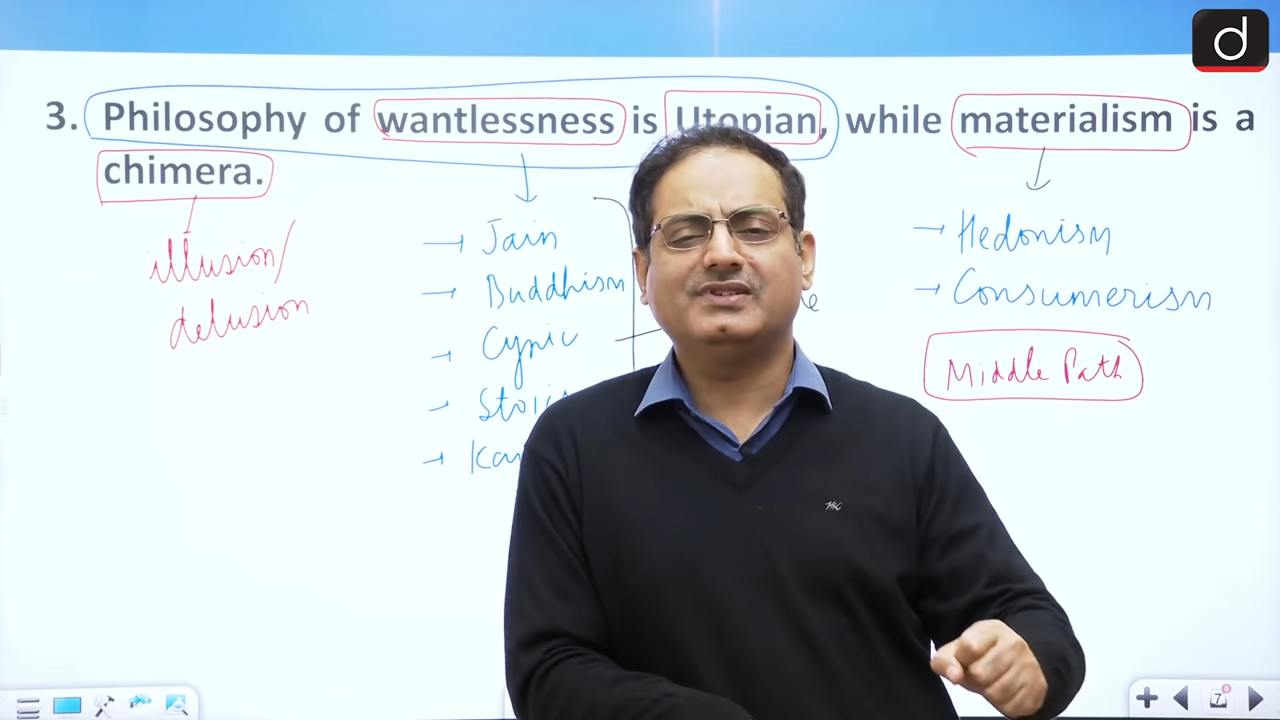 3. Philosophy of wantlessness is Utopian, while materialism is a
chimera.
illusion/
delusion
→ Jain
→ Buddhism
→ Cynic
→ Hedonism
→ Consumerism
Middle Path
d
7